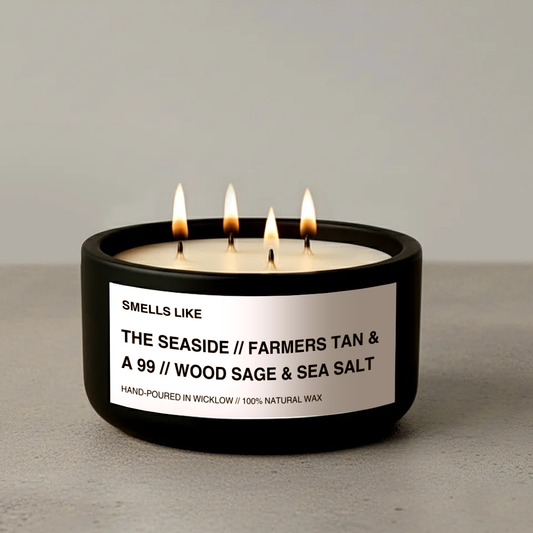 SMELLS LIKE
THE SEASIDE // FARMERS TAN &
A 99 // WOOD SAGE & SEA SALT
HAND-POURED IN WICKLOW // 100% NATURAL WAX